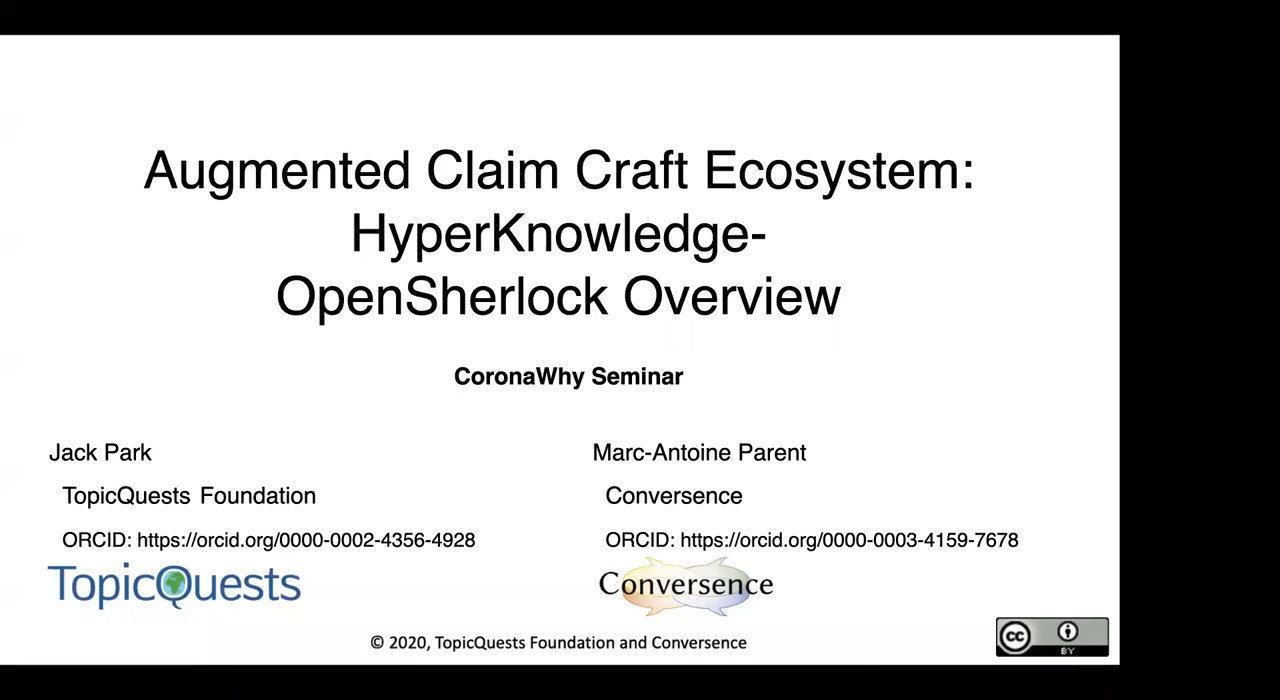 Augmented Claim Craft Ecosystem:
HyperKnowledge-
OpenSherlock Overview
CoronaWhy Seminar
Jack Park
TopicQuests Foundation
ORCID: https://orcid.org/0000-0002-4356-4928
TopicQuests
Marc-Antoine Parent
Conversence
ORCID: https://orcid.org/0000-0003-4159-7678
Conversence
© 2020, TopicQuests Foundation and Conversence
cc
BY